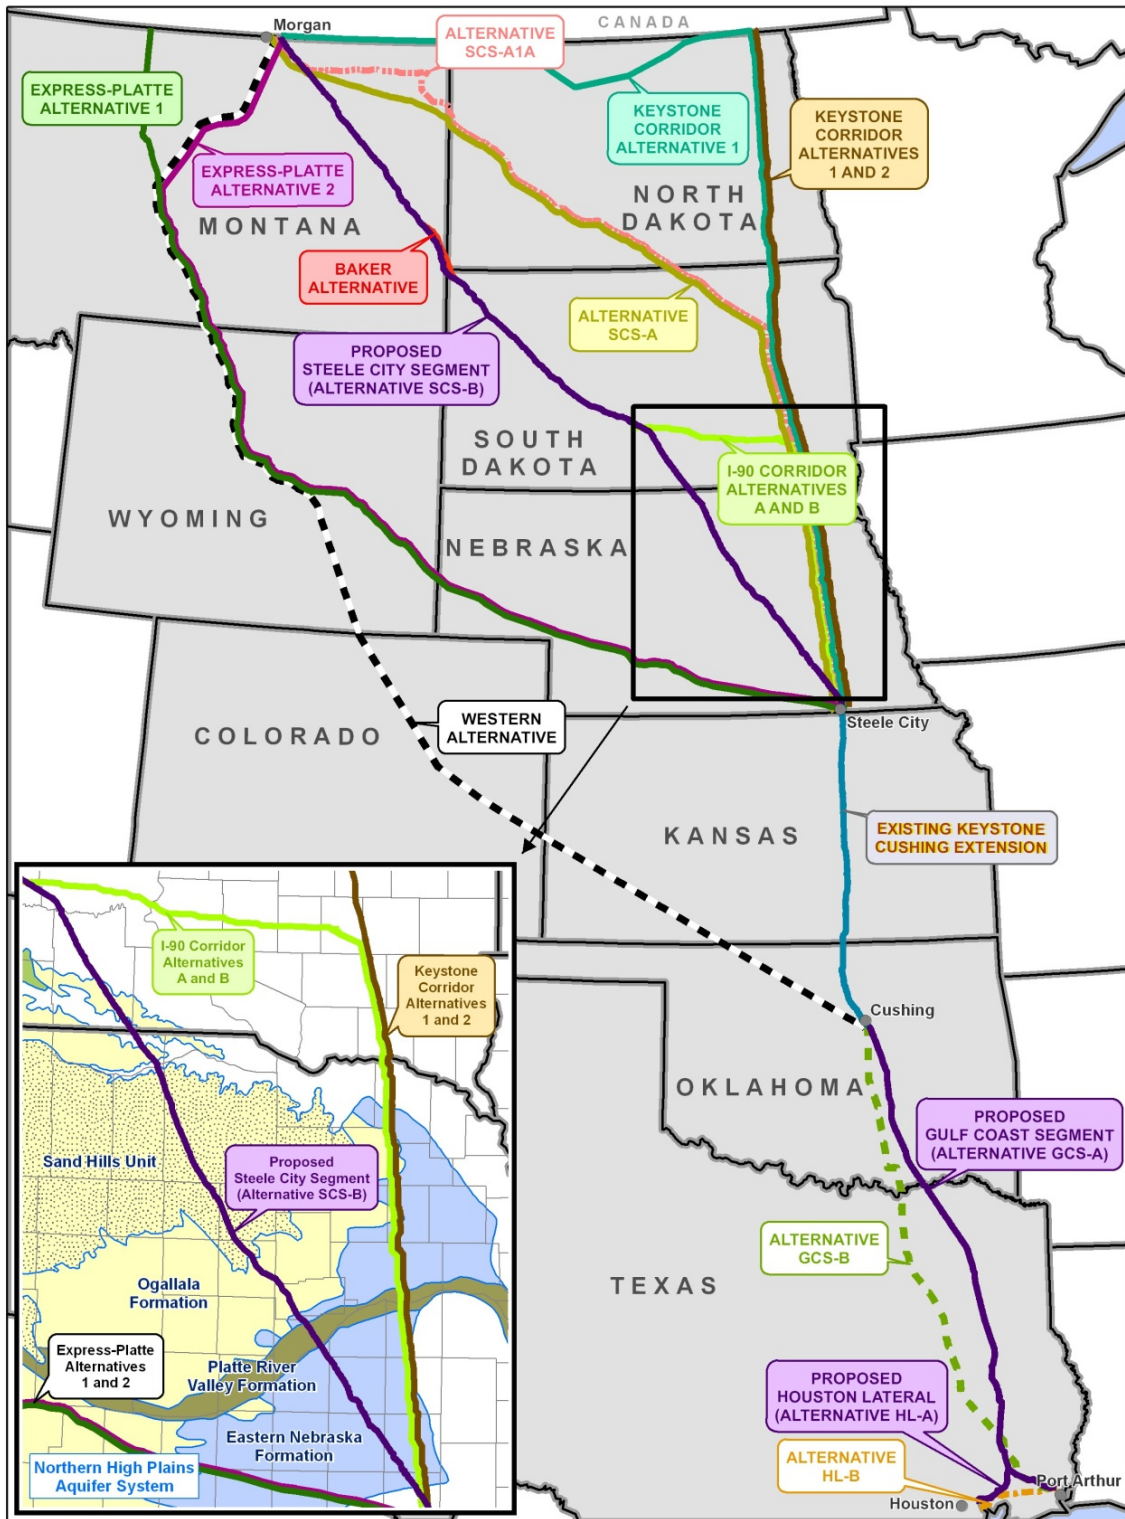 Morgan
CANADA
ALTERNATIVE
SCS-A1A
EXPRESS-PLATTE
ALTERNATIVE 1
KEYSTONE
CORRIDOR
ALTERNATIVE 1
KEYSTONE
CORRIDOR
ALTERNATIVES
1 AND 2
EXPRESS-PLATTE
ALTERNATIVE 2
MONTANA
NORTH
DAKOTA
BAKER
ALTERNATIVE
ALTERNATIVE
SCS-A
PROPOSED
STEELE CITY SEGMENT
(ALTERNATIVE SCS-B)
SOUTH
DAKOTA
I-90 CORRIDOR
ALTERNATIVES
A AND B
WYOMING
NEBRASKA
WESTERN
ALTERNATIVE
Steele City
COLORADO
KANSAS
EXISTING KEYSTONE
CUSHING EXTENSION
I-90 Corridor
Alternatives
A and B
Keystone
Corridor
Alternatives
1 and 2
Sand Hills Unit
Proposed
Steele City Segment
(Alternative SCS-B)
Ogallala
Formation
Express-Platte
Alternatives
1 and 2
Platte River
Valley Formation
Eastern Nebraska
Formation
Northern High Plains
Aquifer System
Cushing
OKLAHOMA
PROPOSED
GULF COAST SEGMENT
(ALTERNATIVE GCS-A)
ALTERNATIVE
GCS-B
TEXAS
PROPOSED
HOUSTON LATERAL
(ALTERNATIVE HL-A)
ALTERNATIVE
HL-B
Port Arthur
Houston